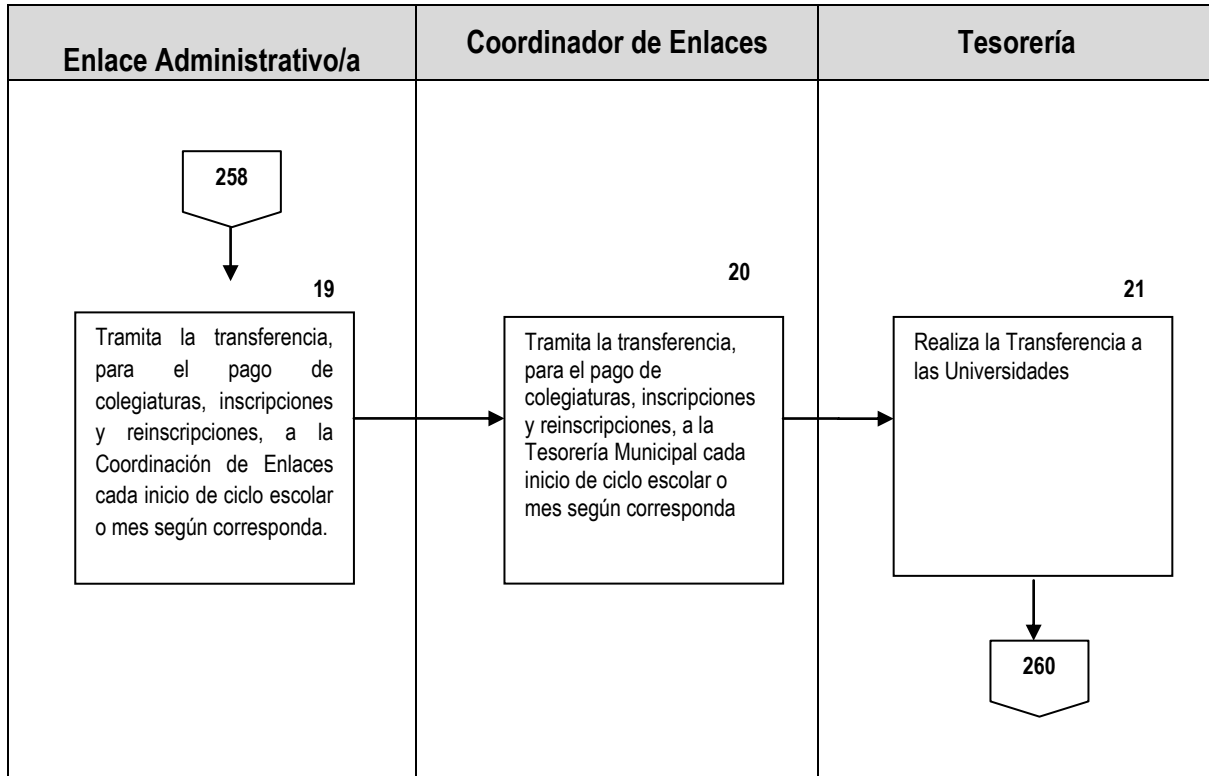 Enlace Administrativo/a
Coordinador de Enlaces
Tesorería
258
19
Tramita la transferencia,
para el pago de
colegiaturas, inscripciones
y reinscripciones, a la
Coordinación de Enlaces
cada inicio de ciclo escolar
o mes según corresponda.
20
Tramita la transferencia,
para el pago de
colegiaturas, inscripciones
y reinscripciones, a la
Tesorería Municipal cada
inicio de ciclo escolar o
mes según corresponda
21
Realiza la Transferencia a
las Universidades
260